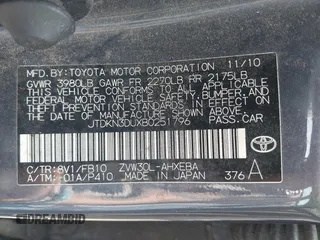 MFD.BY:TOYOTA MOTOR CORPORATION 11/10
GVWR 3980LB GAWR FR 2270LB RR 2175LB
THIS VEHICLE CONFORMS TO ALL APPLICABLE
FEDERAL MOTOR VEHICLE SAFETY, BUMPER, AND
THEFT PREVENTION STANDARDS IN EFFECT ON
THE DATE OF MANUFACTURE SHOWN ABOVE.
JTDKN3DUXB0251796 PASS.CAR
C/TR:8V1/FB10 ZVW30L-AHXEBA
A/TM:-01A/P410 MADE IN JAPAN 376 A
TOYOTA
DREAMBID